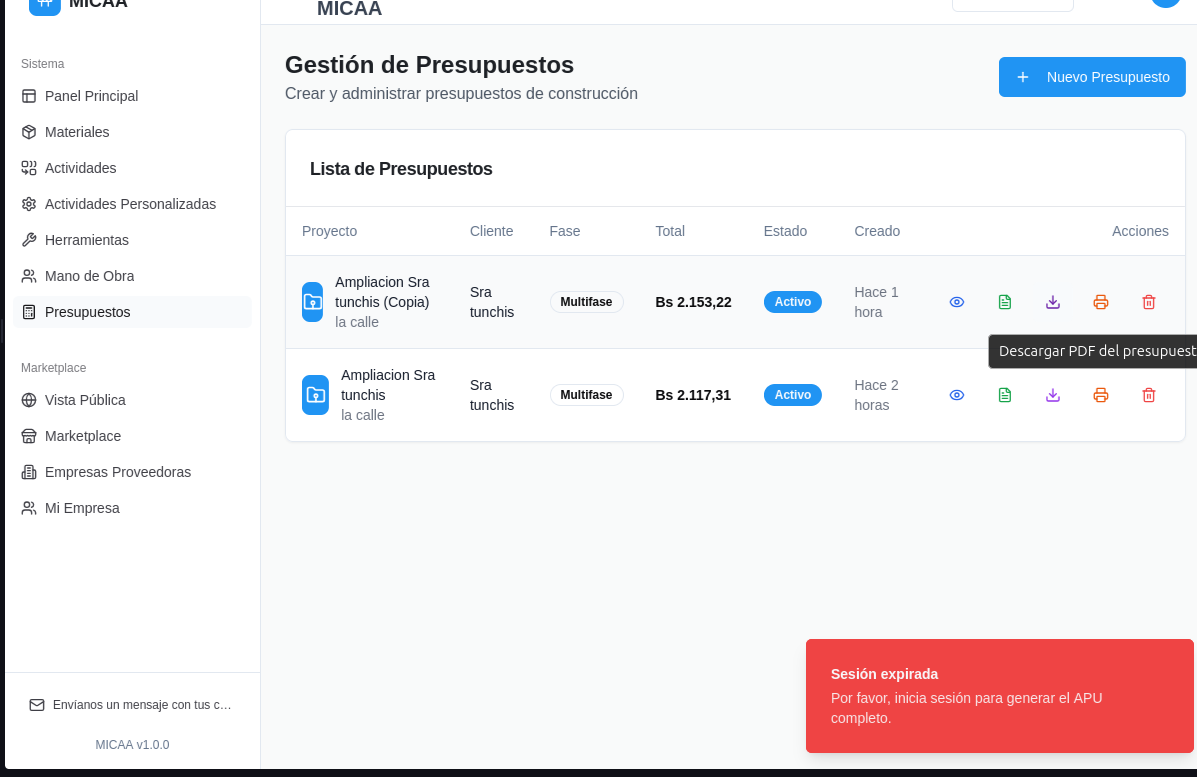 MICAA
MICAA
Sistema
Panel Principal
Materiales
Actividades
Actividades Personalizadas
Herramientas
Mano de Obra
Presupuestos
Marketplace
Vista Pública
Marketplace
Empresas Proveedoras
Mi Empresa
Envíanos un mensaje con tus c...
MICAA v1.0.0
Gestión de Presupuestos
Crear y administrar presupuestos de construcción
Nuevo Presupuesto
Lista de Presupuestos
Proyecto Cliente Fase Total Estado Creado Acciones
Ampliacion Sra
tunchis (Copia)
la calle
Sra
tunchis
Multifase
Bs 2.153,22
Activo
Hace 1
hora
Descargar PDF del presupuest
Ampliacion Sra
tunchis
la calle
Sra
tunchis
Multifase
Bs 2.117,31
Activo
Hace 2
horas
Sesión expirada
Por favor, inicia sesión para generar el APU
completo.